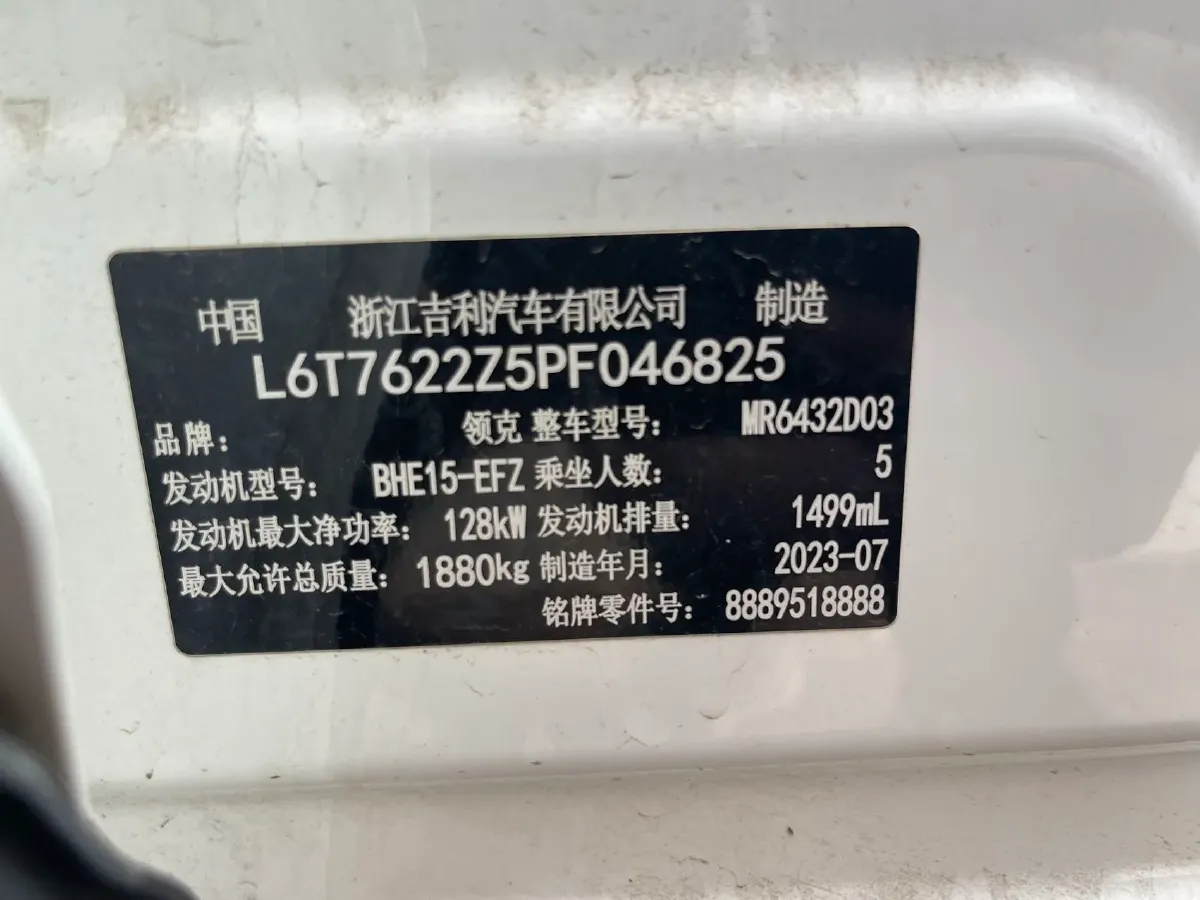 中国 浙江吉利汽车有限公司 制造
L6T7622Z5PF046825
品牌: 领克 整车型号: MR6432D03
发动机型号: BHE15-EFZ 乘坐人数: 5
发动机最大净功率: 128kW 发动机排量: 1499mL
最大允许总质量: 1880kg 制造年月: 2023-07
铭牌零件号: 8889518888